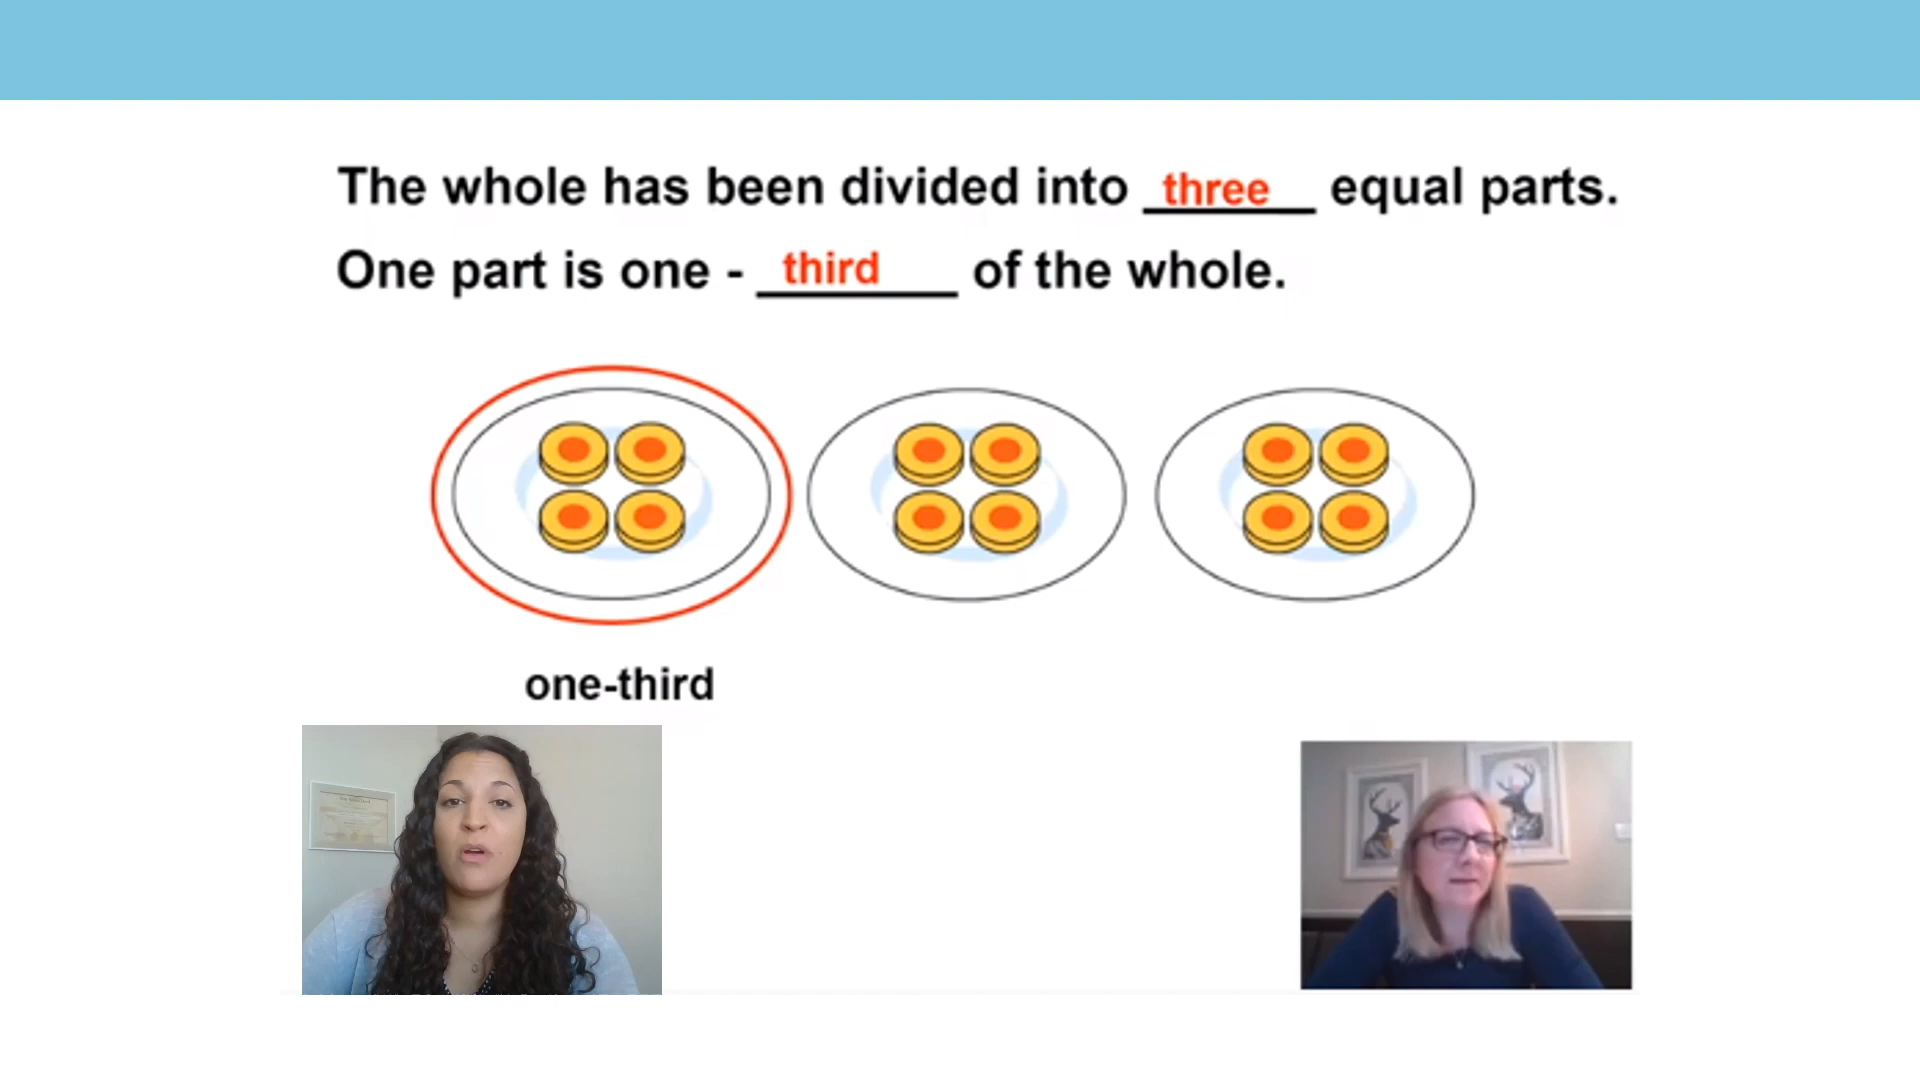 The whole has been divided into three equal parts.
One part is one - third of the whole.
one-third